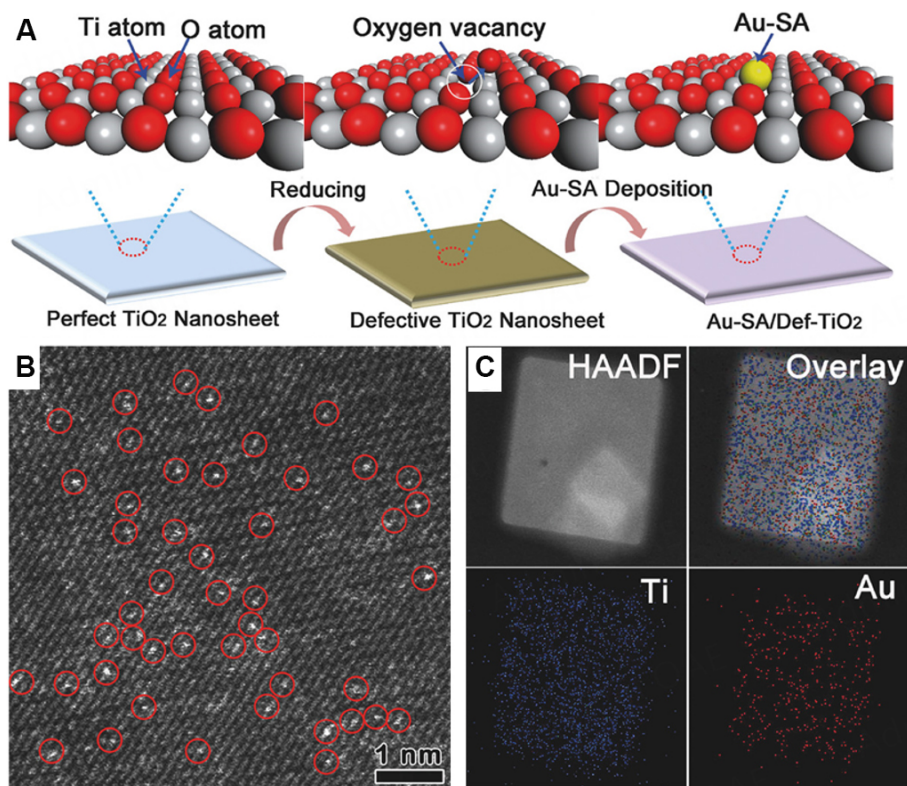 A
Ti atom
O atom
Oxygen vacancy
Au-SA
Reducing
Au-SA Deposition
Perfect TiO2 Nanosheet
Defective TiO2 Nanosheet
Au-SA/Def-TiO2
B
1 nm
C
HAADF
Overlay
Ti
Au